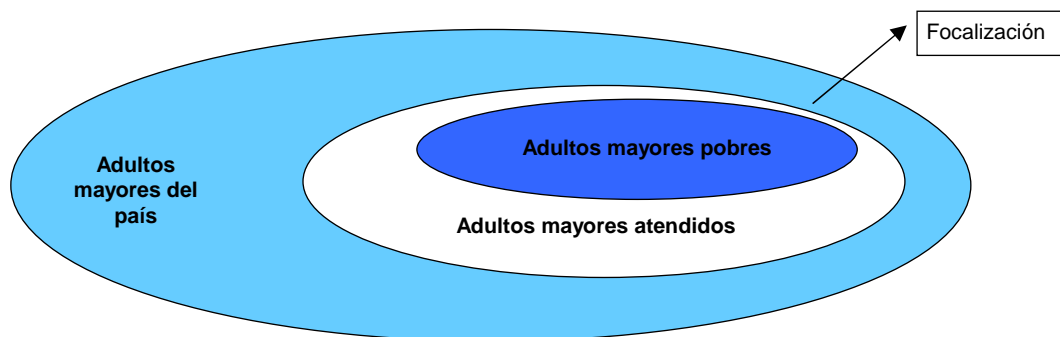 Focalización
Adultos mayores pobres
Adultos
mayores del
país
Adultos mayores atendidos